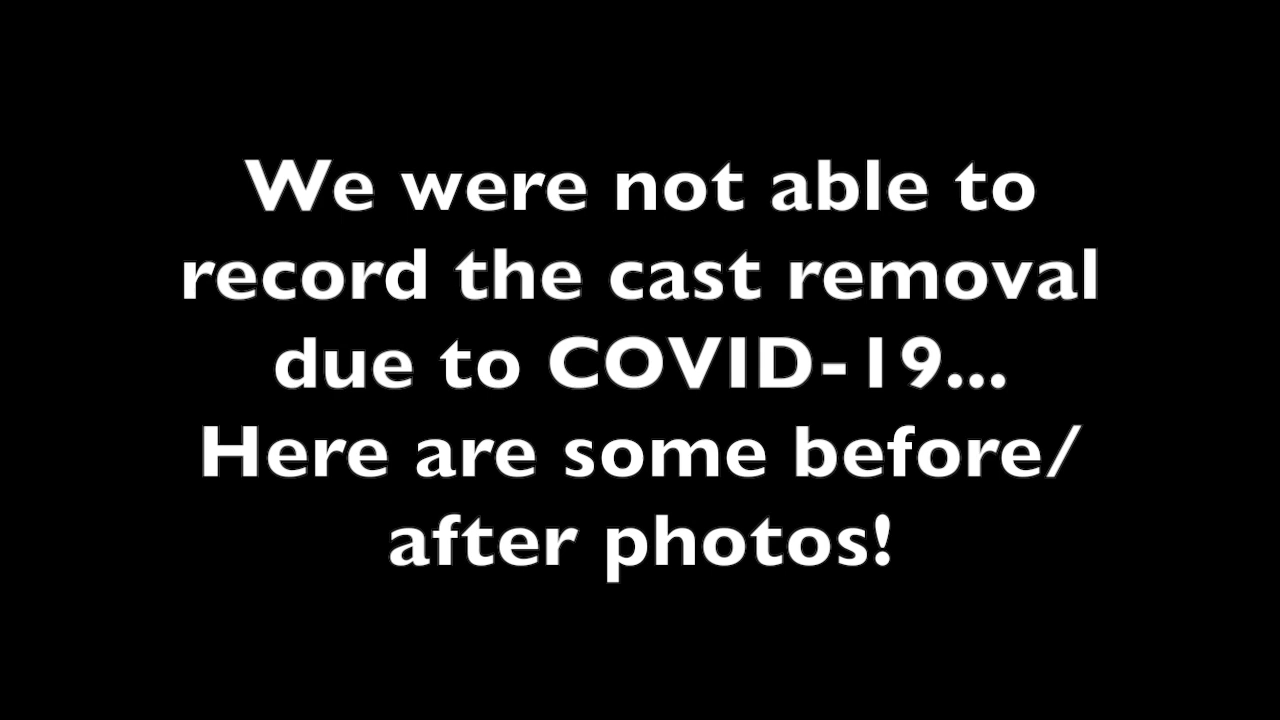 We were not able to
record the cast removal
due to COVID-19...
Here are some before/
after photos!